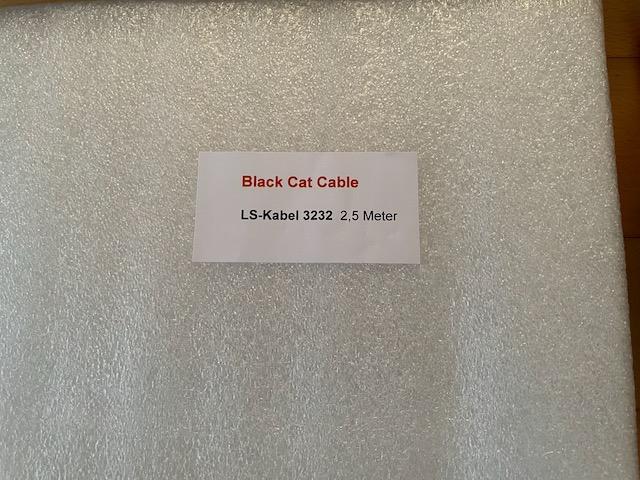 Black Cat Cable
LS-Kabel 3232 2,5 Meter